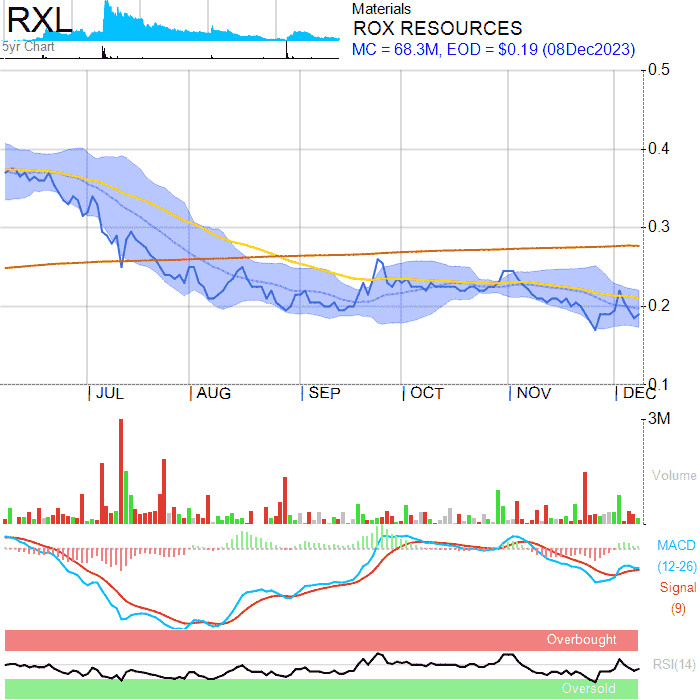 RXL
5yr Chart
Materials
ROX RESOURCES
MC = 68.3M, EOD = $0.19 (08Dec2023)
0.5
0.4
0.3
0.2
0.1
JUL AUG SEP OCT NOV DEC
3M
Volume
MACD
(12-26)
Signal
(9)
Overbought
RSI(14)
Oversold